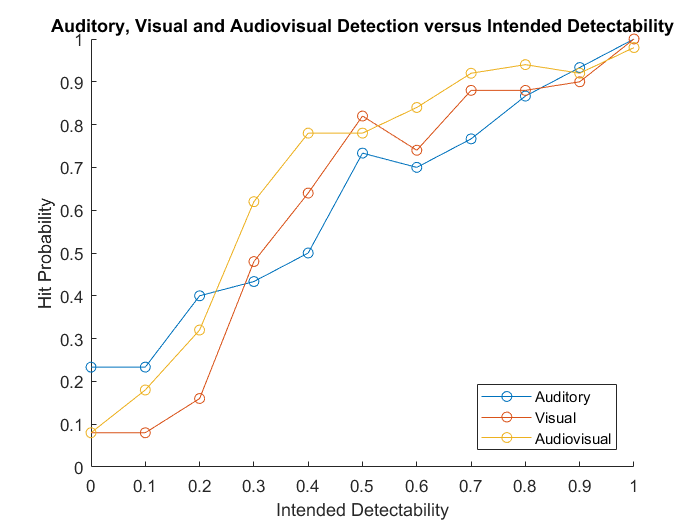 Auditory, Visual and Audiovisual Detection versus Intended Detectability
1
0.9
0.8
0.7
0.6
0.5
0.4
0.3
0.2
0.1
0
Hit Probability
Auditory
Visual
Audiovisual
0 0.1 0.2 0.3 0.4 0.5 0.6 0.7 0.8 0.9 1
Intended Detectability